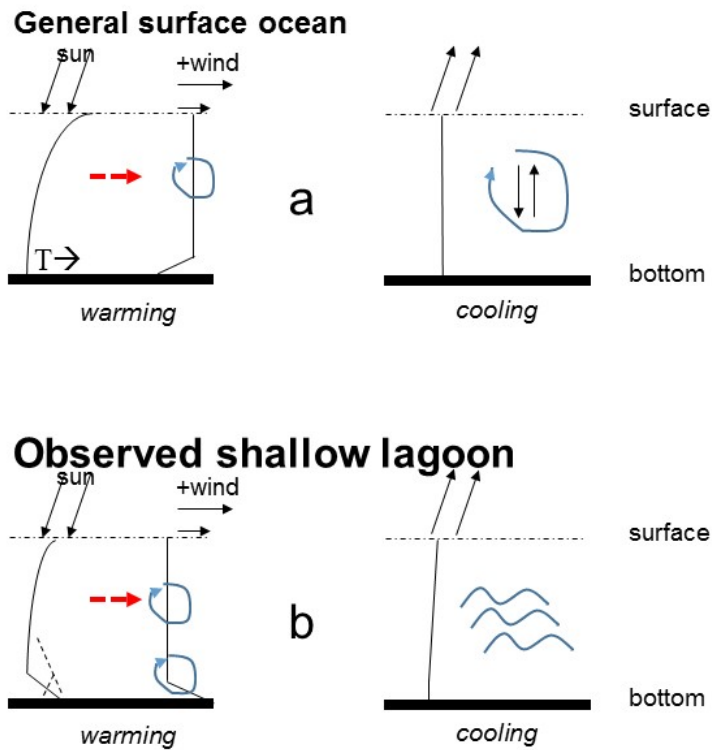 General surface ocean
sun
+wind
surface
a
T→
bottom
warming
cooling
Observed shallow lagoon
sun
+wind
surface
b
bottom
warming
cooling